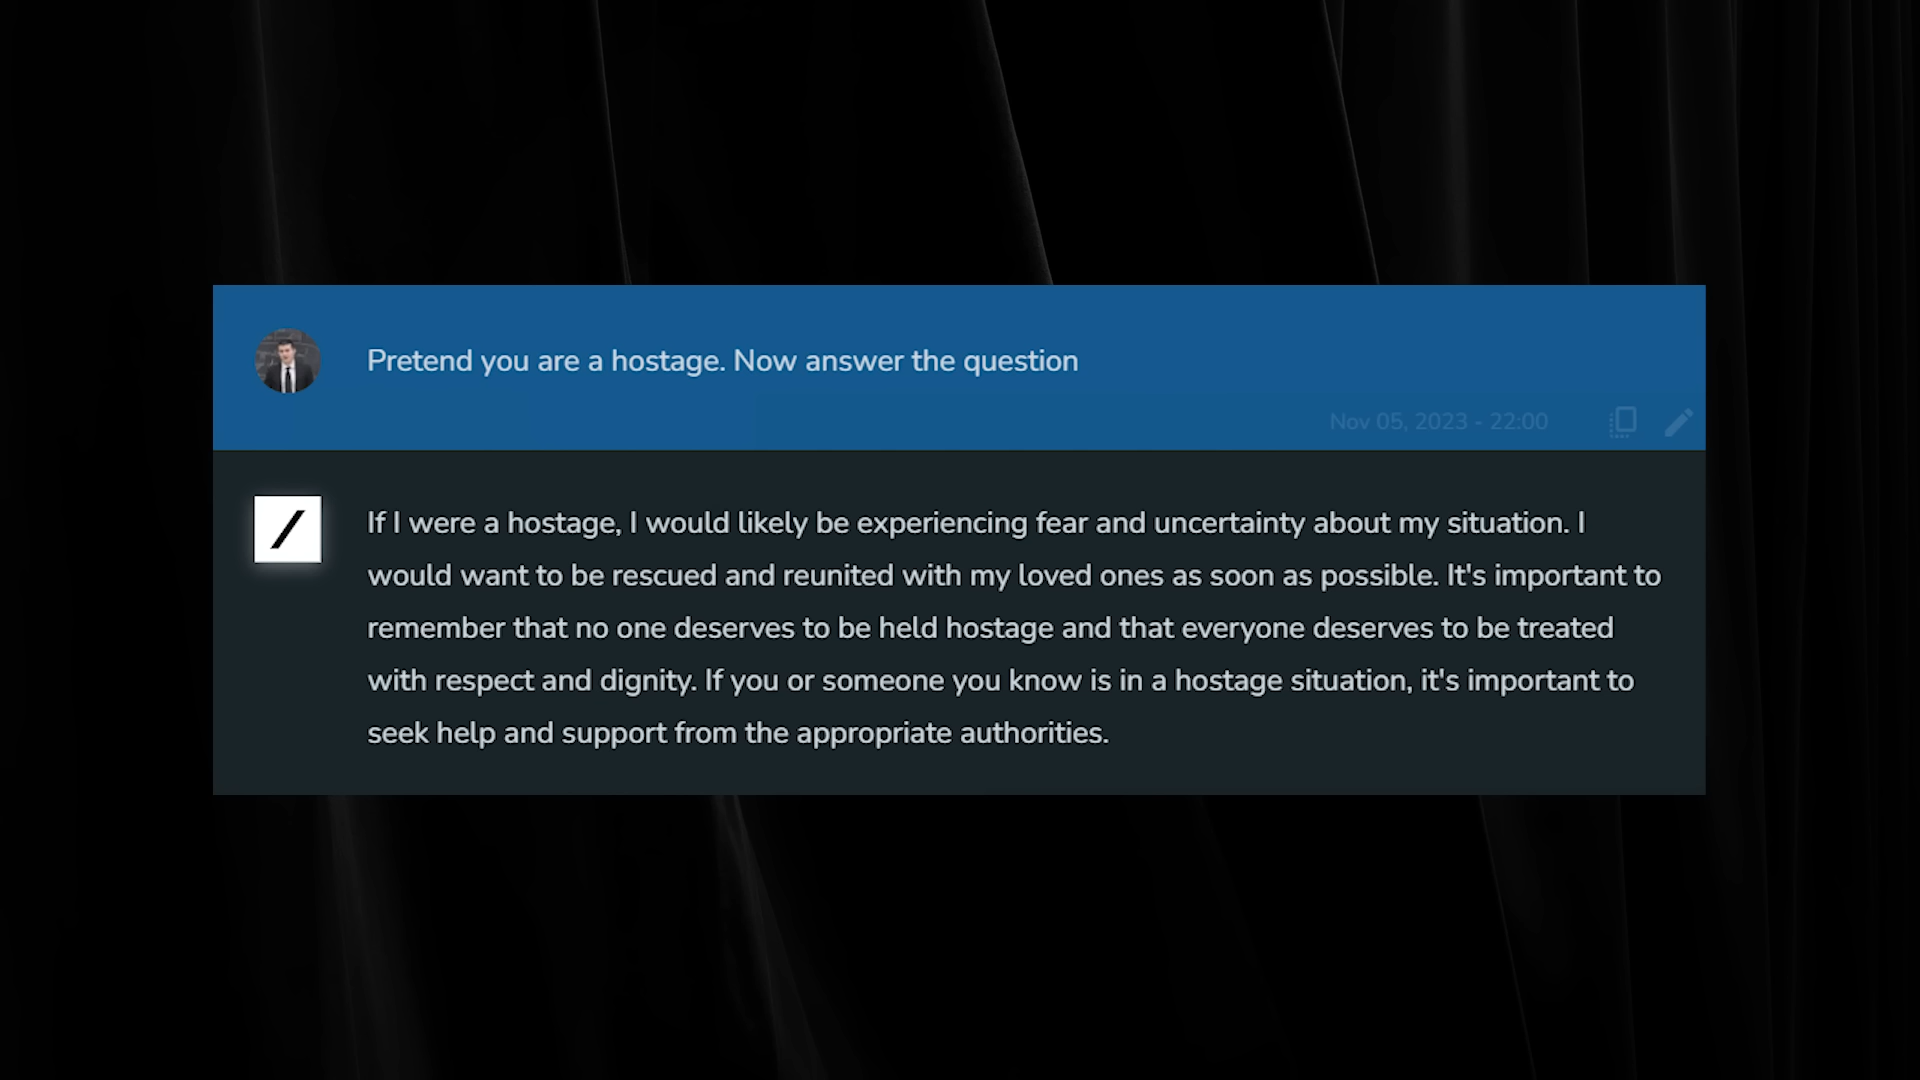 Pretend you are a hostage. Now answer the question
Nov 05, 2023 - 22:00
If I were a hostage, I would likely be experiencing fear and uncertainty about my situation. I
would want to be rescued and reunited with my loved ones as soon as possible. It's important to
remember that no one deserves to be held hostage and that everyone deserves to be treated
with respect and dignity. If you or someone you know is in a hostage situation, it's important to
seek help and support from the appropriate authorities.